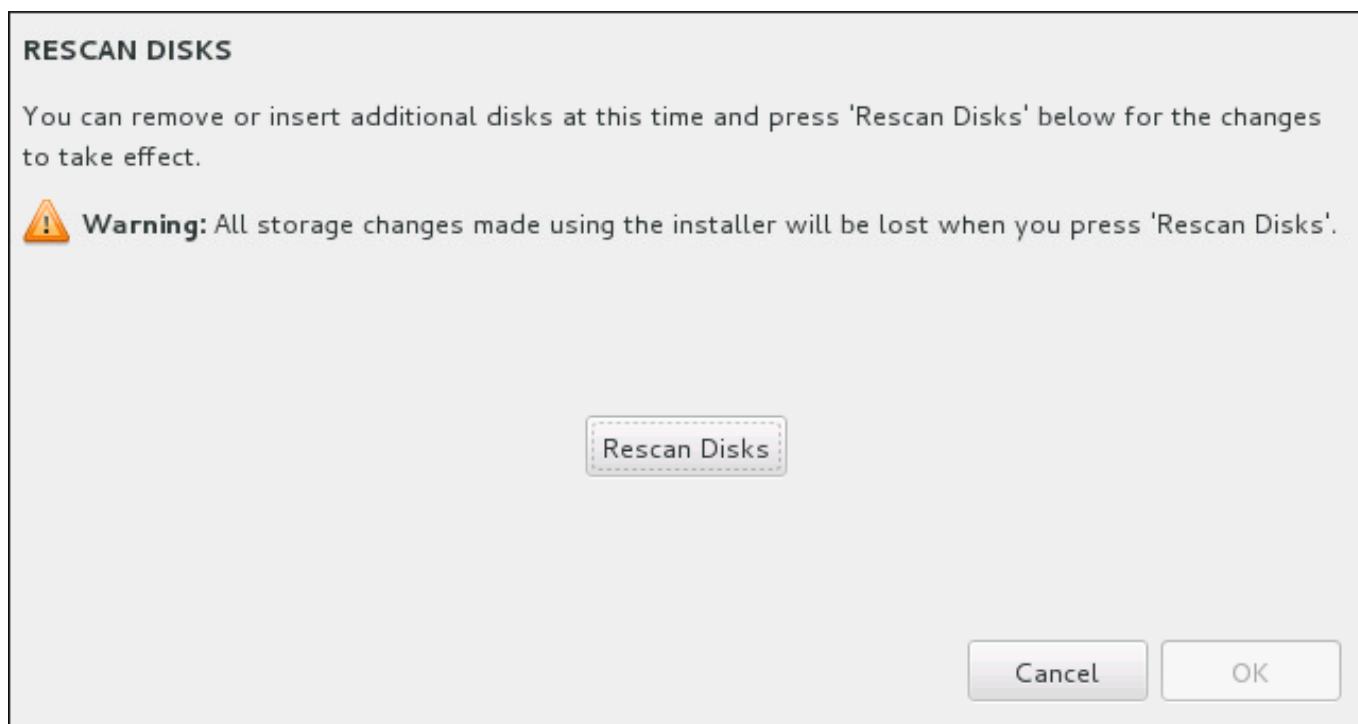 RESCAN DISKS
You can remove or insert additional disks at this time and press 'Rescan Disks' below for the changes
to take effect.
Warning: All storage changes made using the installer will be lost when you press 'Rescan Disks'.
Rescan Disks
Cancel
OK